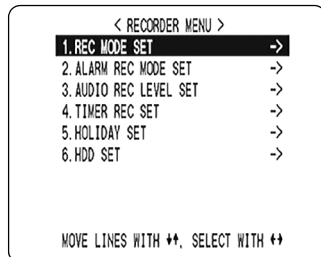 < RECORDER MENU >
1.REC MODE SET ->
2.ALARM REC MODE SET ->
3.AUDIO REC LEVEL SET ->
4.TIMER REC SET ->
5.HOLIDAY SET ->
6.HDD SET ->
MOVE LINES WITH ↓↑, SELECT WITH ←→